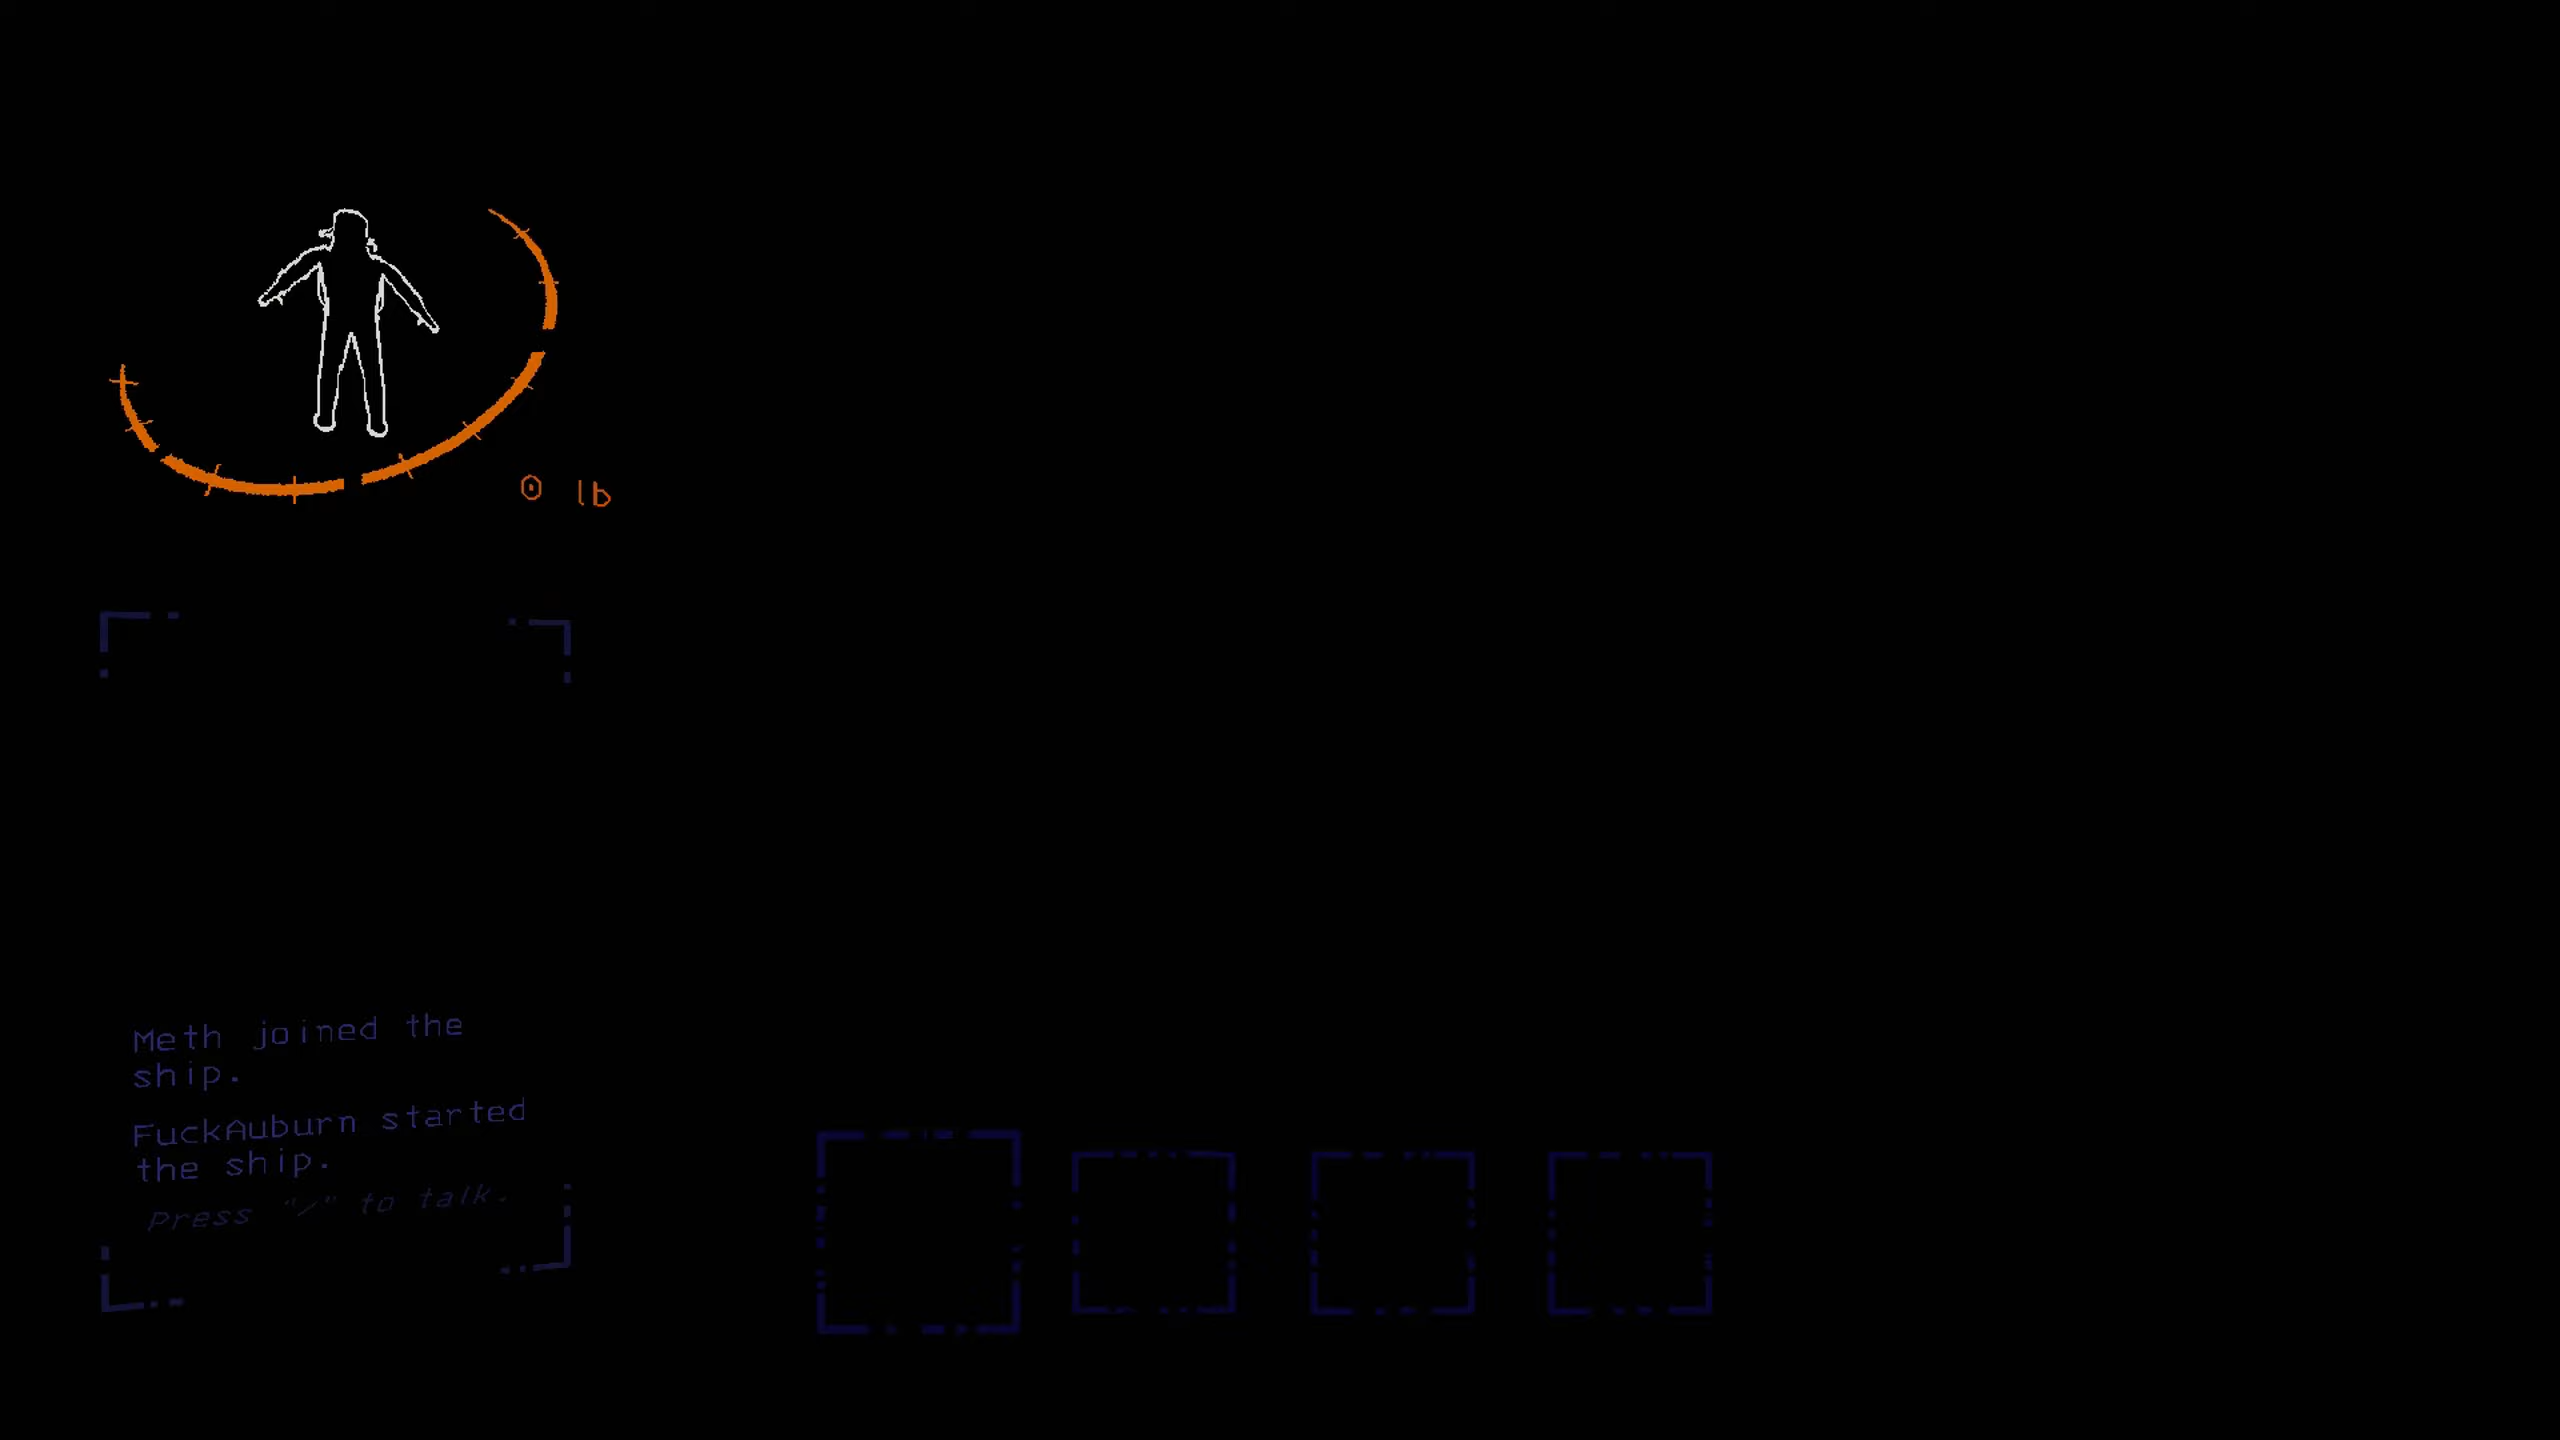 0 lb
Meth joined the
ship.
FuckAuburn started
the ship.
Press "/" to talk.